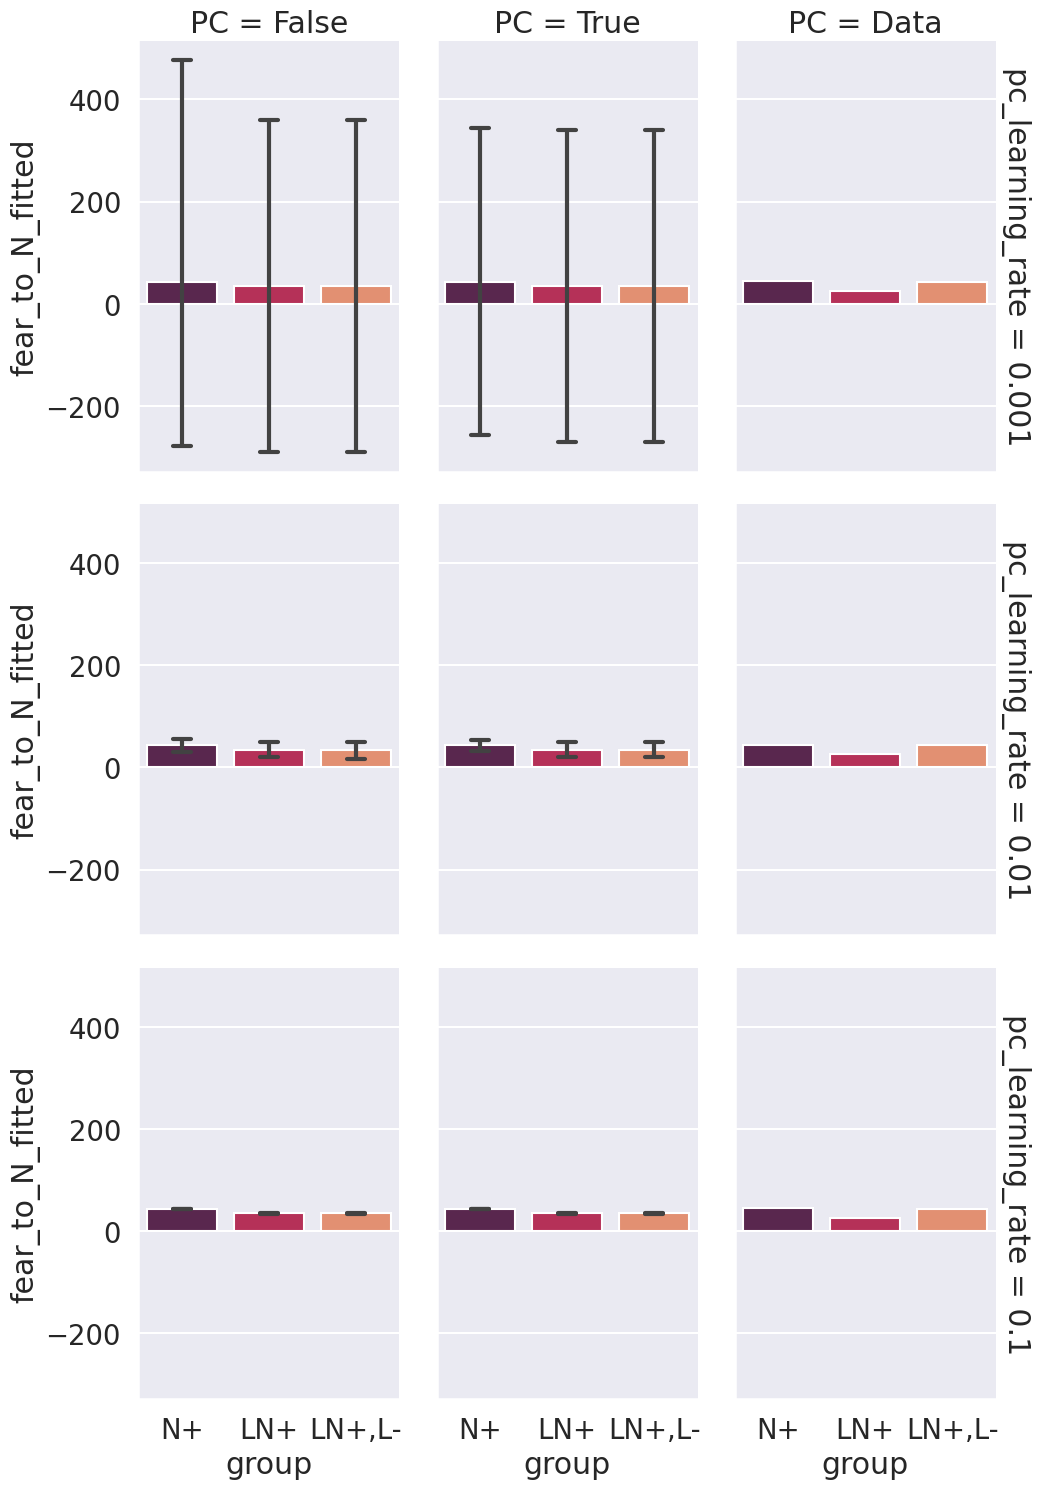 PC = False
PC = True
PC = Data
fear_to_N_fitted
400
200
0
−200
pc_learning_rate = 0.001
fear_to_N_fitted
400
200
0
−200
pc_learning_rate = 0.01
fear_to_N_fitted
400
200
0
−200
pc_learning_rate = 0.1
N+ LN+ LN+,L-
N+ LN+ LN+,L-
N+ LN+ LN+,L-
group
group
group